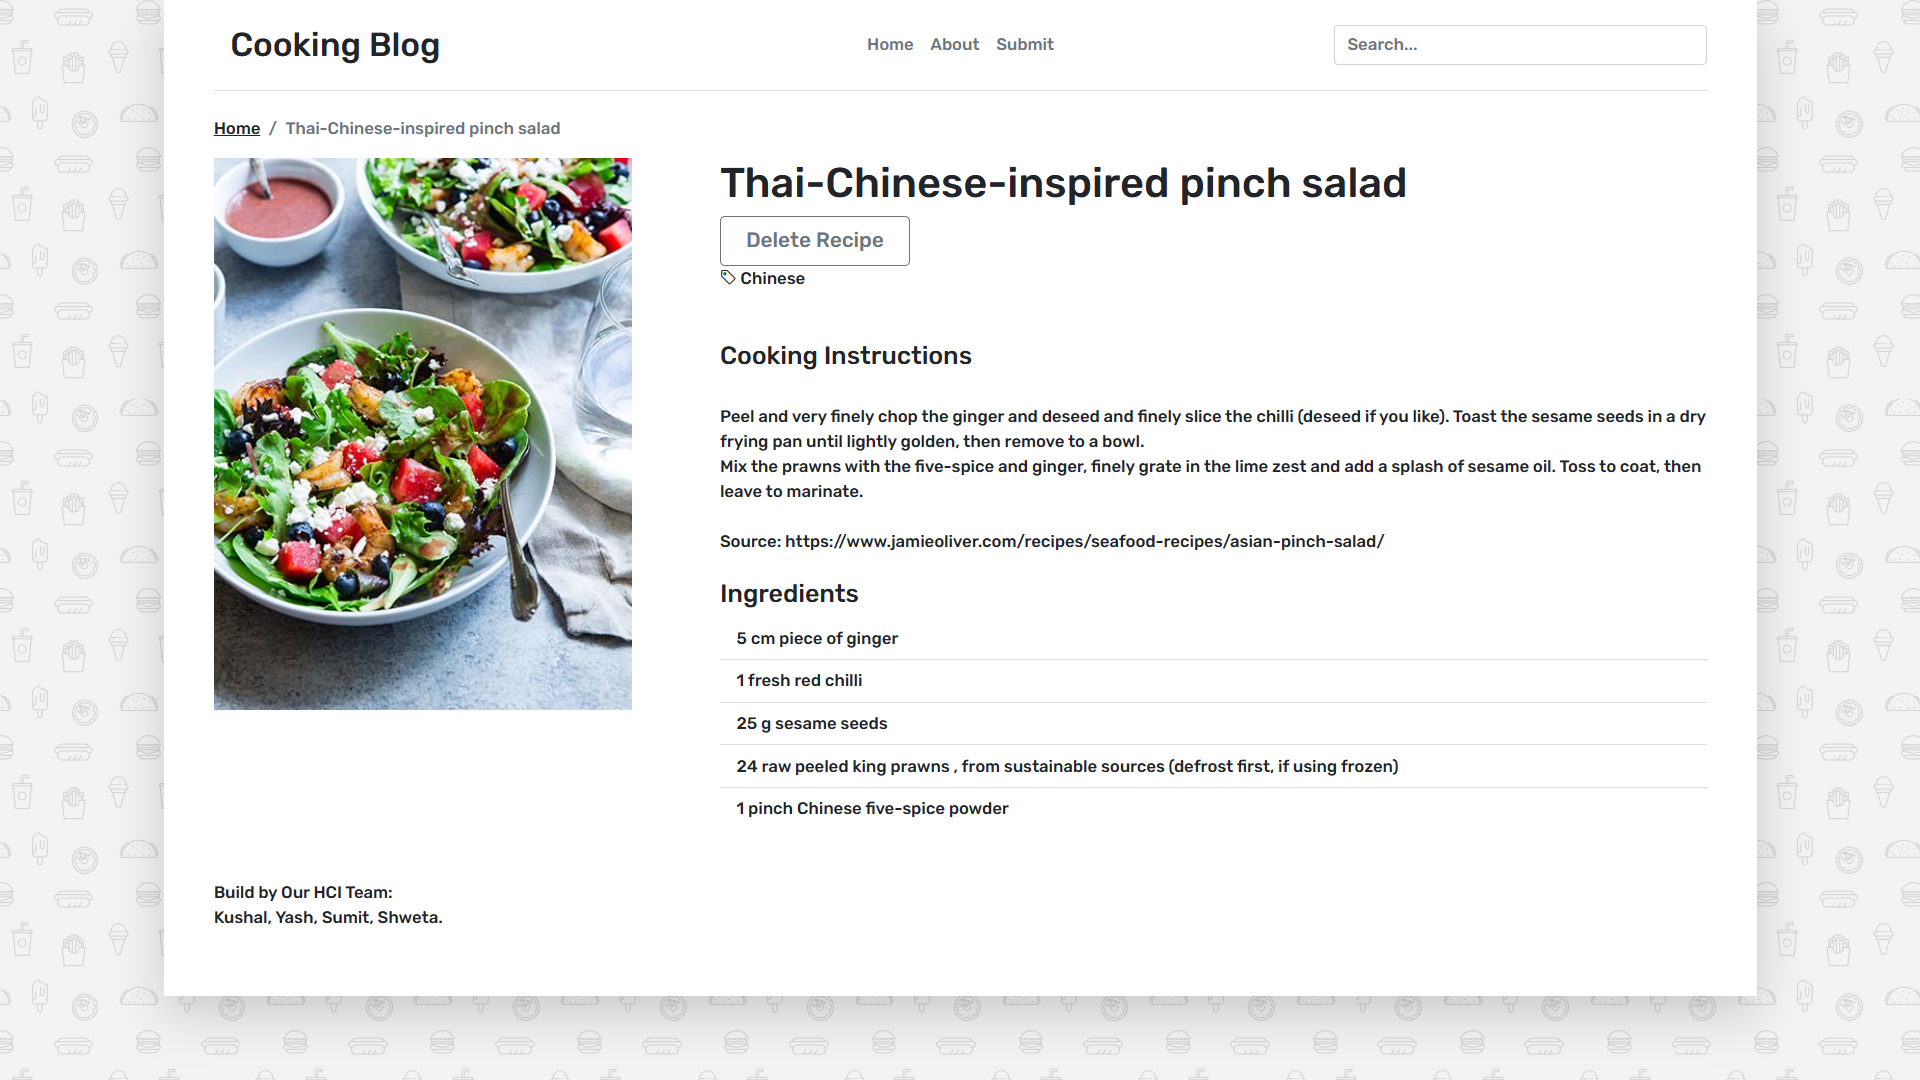 Cooking Blog
Home About Submit
Search...
Home / Thai-Chinese-inspired pinch salad
Thai-Chinese-inspired pinch salad
Delete Recipe
Chinese
Cooking Instructions
Peel and very finely chop the ginger and deseed and finely slice the chilli (deseed if you like). Toast the sesame seeds in a dry
frying pan until lightly golden, then remove to a bowl.
Mix the prawns with the five-spice and ginger, finely grate in the lime zest and add a splash of sesame oil. Toss to coat, then
leave to marinate.
Source: https://www.jamieoliver.com/recipes/seafood-recipes/asian-pinch-salad/
Ingredients
5 cm piece of ginger
1 fresh red chilli
25 g sesame seeds
24 raw peeled king prawns , from sustainable sources (defrost first, if using frozen)
1 pinch Chinese five-spice powder
Build by Our HCI Team:
Kushal, Yash, Sumit, Shweta.